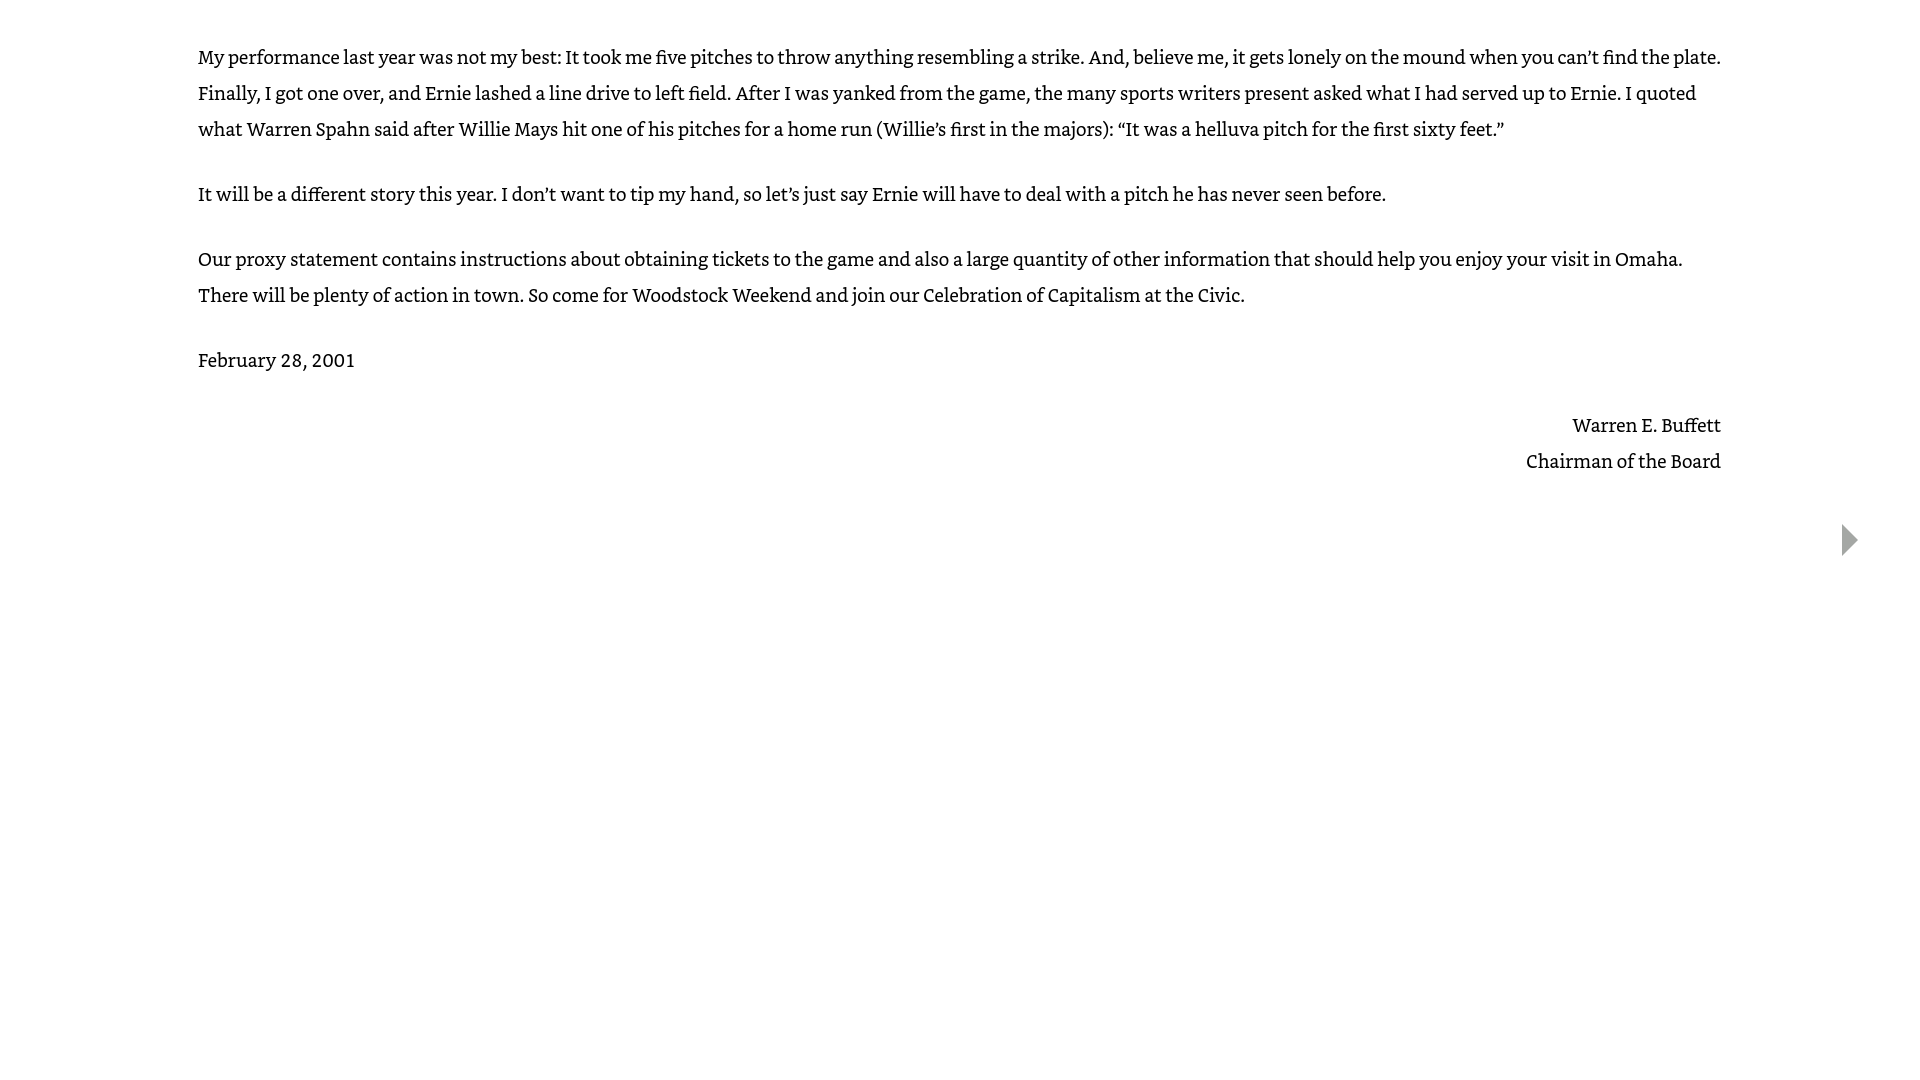 My performance last year was not my best: It took me five pitches to throw anything resembling a strike. And, believe me, it gets lonely on the mound when you can’t find the plate.
Finally, I got one over, and Ernie lashed a line drive to left field. After I was yanked from the game, the many sports writers present asked what I had served up to Ernie. I quoted
what Warren Spahn said after Willie Mays hit one of his pitches for a home run (Willie’s first in the majors): “It was a helluva pitch for the first sixty feet.”
It will be a different story this year. I don’t want to tip my hand, so let’s just say Ernie will have to deal with a pitch he has never seen before.
Our proxy statement contains instructions about obtaining tickets to the game and also a large quantity of other information that should help you enjoy your visit in Omaha.
There will be plenty of action in town. So come for Woodstock Weekend and join our Celebration of Capitalism at the Civic.
February 28, 2001
Warren E. Buffett
Chairman of the Board